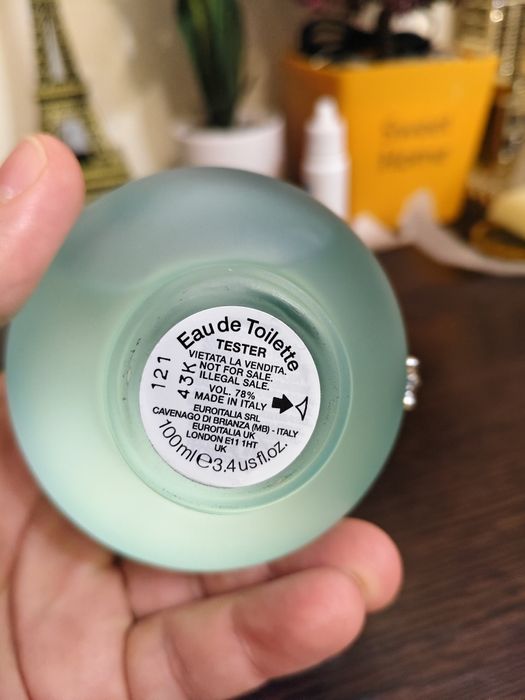 Eau de Toilette
TESTER
VIETATA LA VENDITA.
NOT FOR SALE.
ILLEGAL SALE.
121
43K
VOL. 78%
MADE IN ITALY
EUROITALIA SRL
CAVENAGO DI BRIANZA (MB) - ITALY
EUROITALIA UK
LONDON E11 1HT
UK
100ml℮3,4 us fl.oz.
Sweet
Home